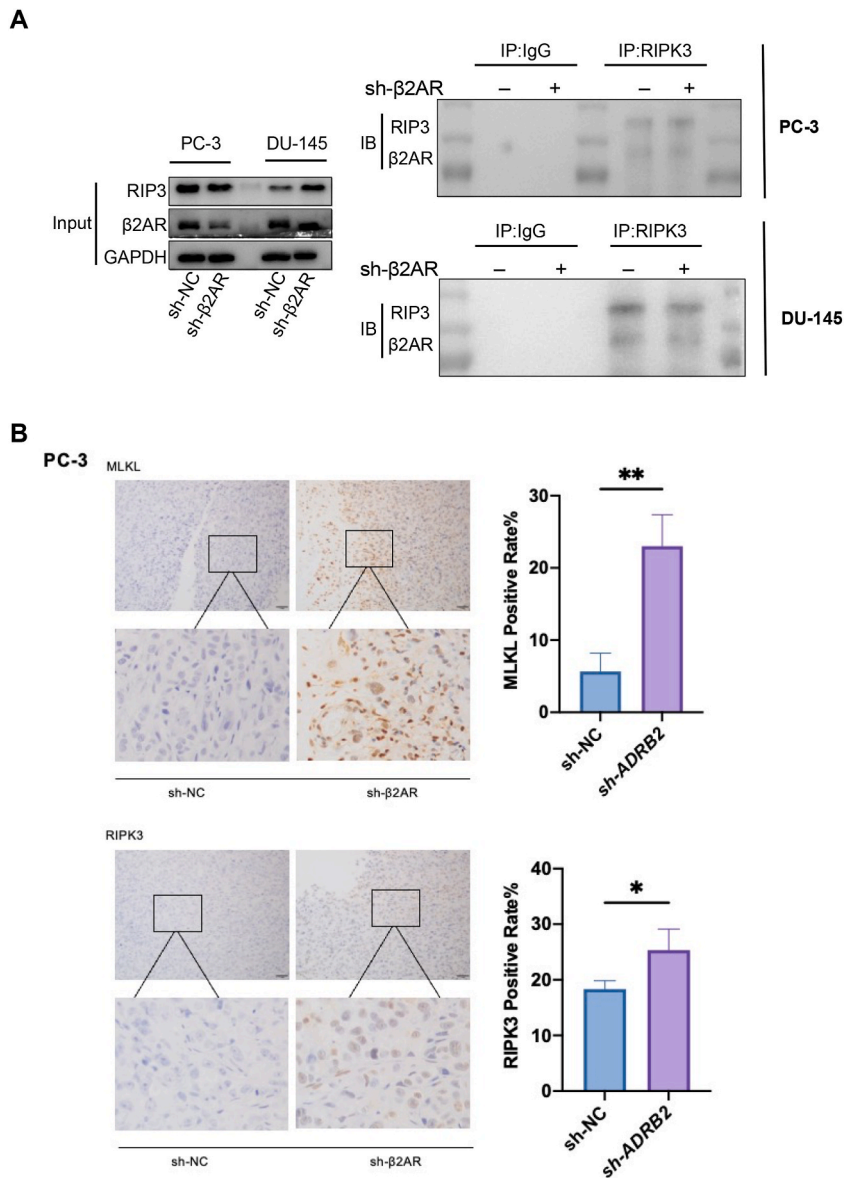 A
IP:IgG IP:RIPK3
sh-β2AR – + – +
IB RIP3
β2AR
PC-3
PC-3 DU-145
Input RIP3
β2AR
GAPDH
sh-NC sh-β2AR sh-NC sh-β2AR
IP:IgG IP:RIPK3
sh-β2AR – + – +
IB RIP3
β2AR
DU-145
B
PC-3
MLKL
sh-NC sh-β2AR
**
MLKL Positive Rate%
30
20
10
0
sh-NC sh-ADRB2
RIPK3
sh-NC sh-β2AR
*
RIPK3 Positive Rate%
40
30
20
10
0
sh-NC sh-ADRB2